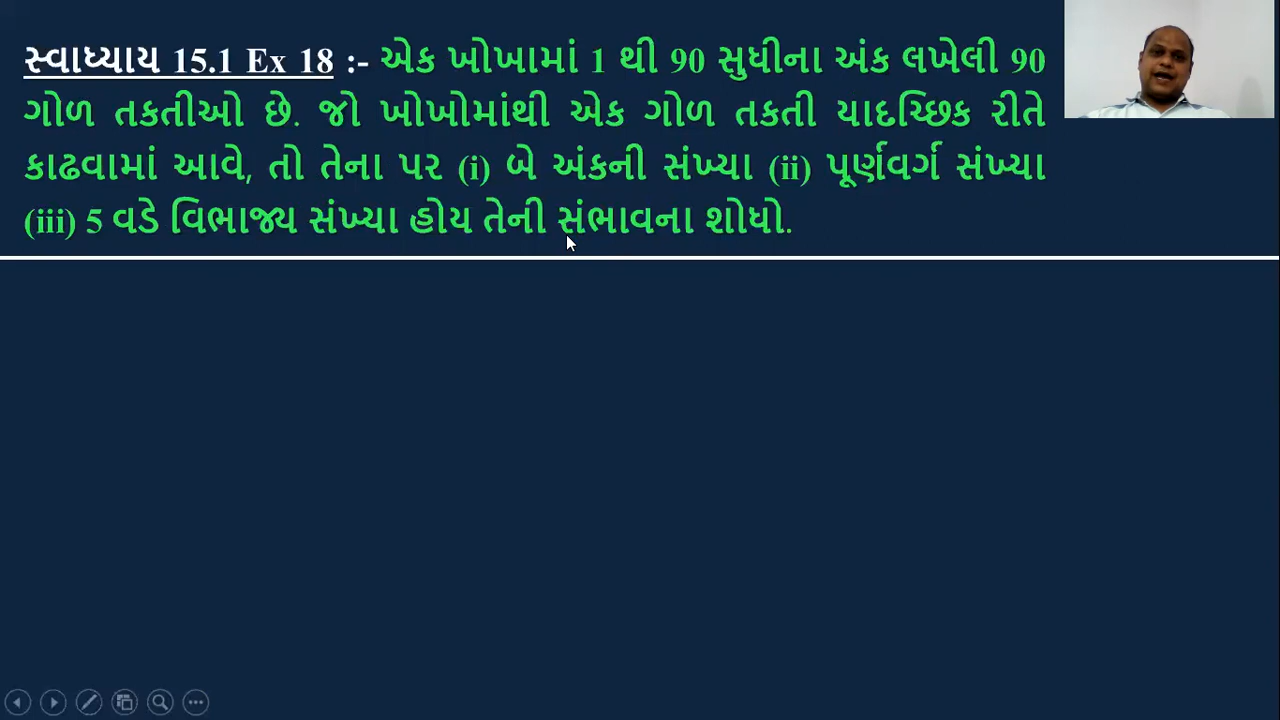 સ્વાધ્યાય 15.1 Ex 18 :- એક ખોખામાં 1 થી 90 સુધીના અંક લખેલી 90
ગોળ તકતીઓ છે. જો ખોખોમાંથી એક ગોળ તકતી યાદચ્છિક રીતે
કાઢવામાં આવે, તો તેના પર (i) બે અંકની સંખ્યા (ii) પૂર્ણવર્ગ સંખ્યા
(iii) 5 વડે વિભાજ્ય સંખ્યા હોય તેની સંભાવના શોધો.